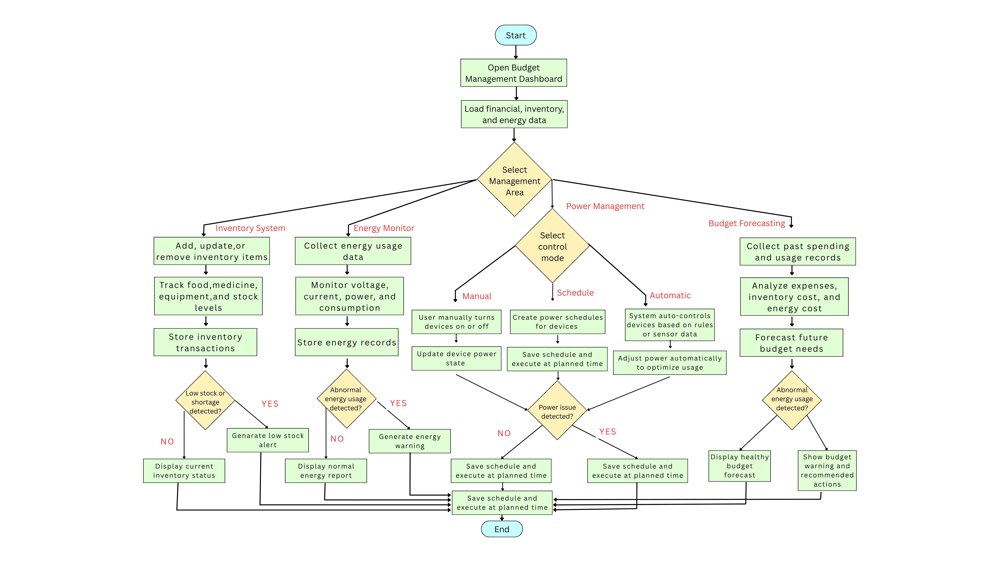 Start
Open Budget
Management Dashboard
Load financial, inventory,
and energy data
Select
Management
Area
Power Management
Inventory System
Energy Monitor
Budget Forecasting
Add, update,or
remove inventory items
Collect energy usage
data
Select
control
mode
Collect past spending
and usage records
Track food,medicine,
equipment,and stock
levels
Monitor voltage,
current, power, and
consumption
Manual
Schedule
Automatic
Analyze expenses,
inventory cost, and
energy cost
User manually turns
devices on or off
Create power schedules
for devices
System auto-controls
devices based on rules
or sensor data
Store inventory
transactions
Store energy records
Update device power
state
Save schedule and
execute at planned time
Adjust power automatically
to optimize usage
Forecast future
budget needs
Low stock or
shortage
detected?
YES
NO
Abnormal
energy usage
detected?
YES
NO
Power issue
detected?
NO
YES
Abnormal
energy usage
detected?
Genarate low stock
alert
Generate energy
warning
Display current
inventory status
Display normal
energy report
Save schedule and
execute at planned time
Save schedule and
execute at planned time
Display healthy
budget
forecast
Show budget
warning and
recommended
actions
Save schedule and
execute at planned time
End